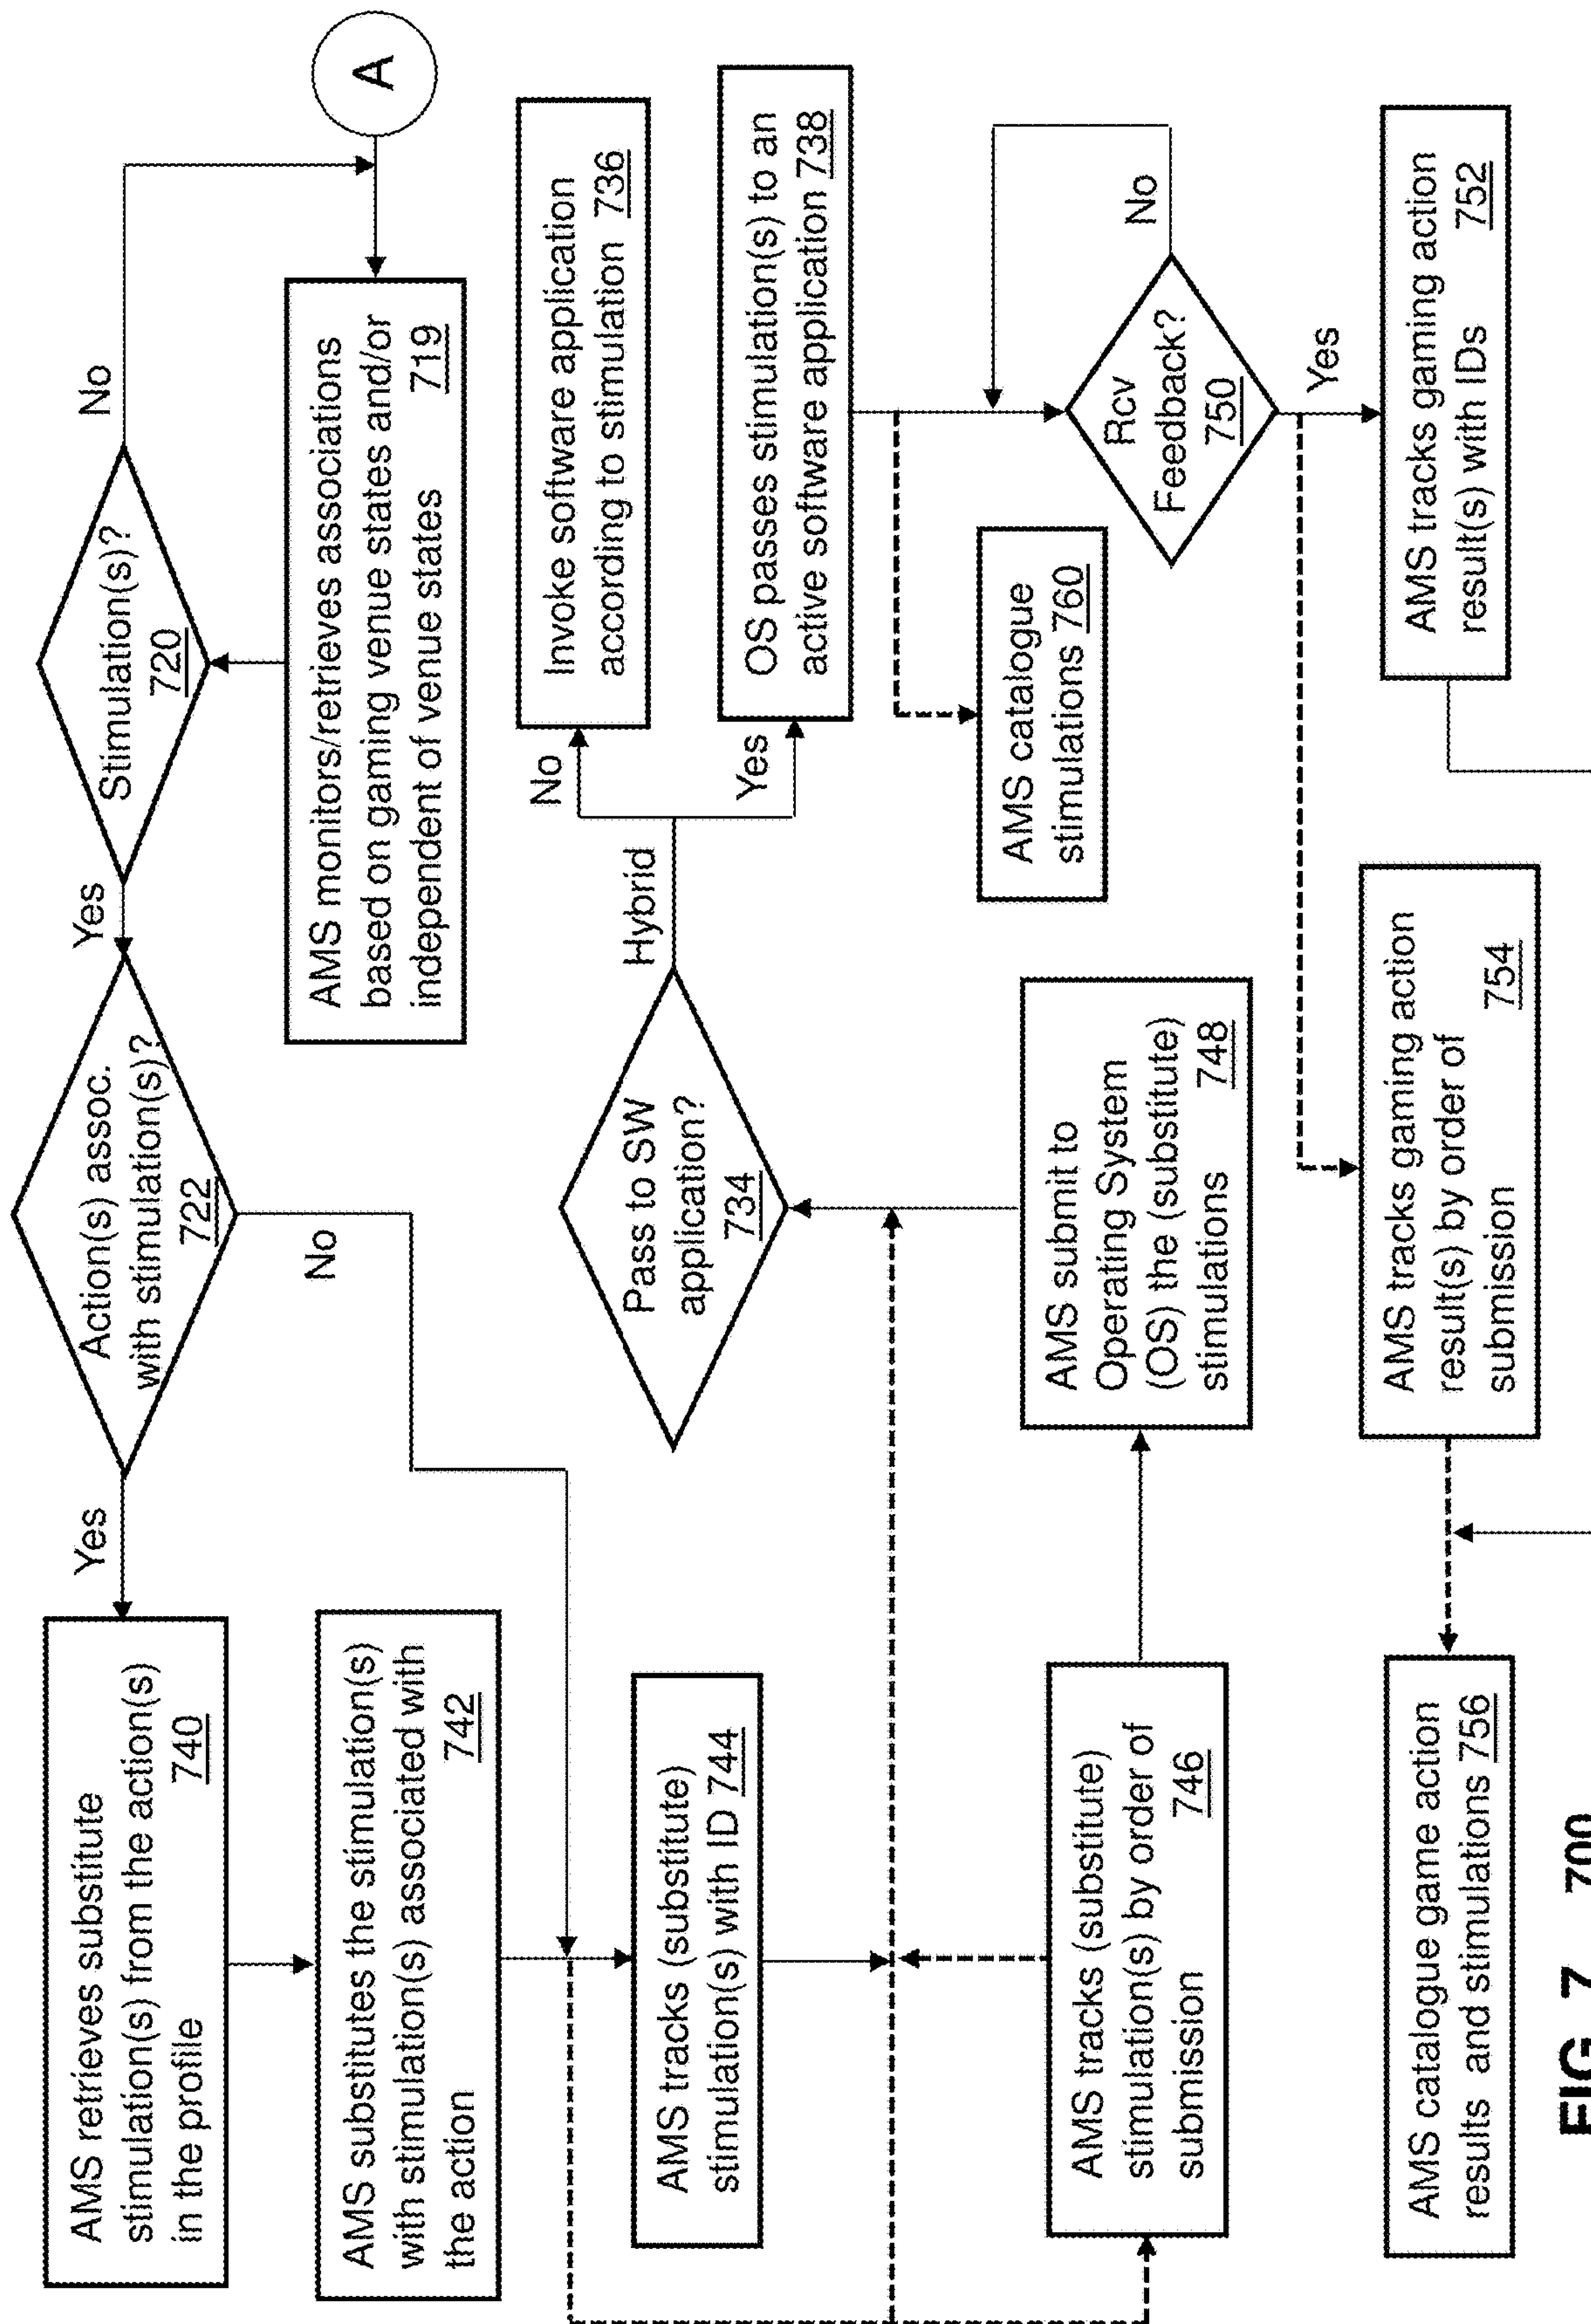 A
No
Stimulation(s)?
720
Yes
AMS monitors/retrieves associations
based on gaming venue states and/or
independent of venue states 719
Action(s) assoc.
with stimulation(s)?
722
Yes
No
AMS retrieves substitute
stimulation(s) from the action(s)
in the profile 740
AMS substitutes the stimulation(s)
with stimulation(s) associated with
the action 742
AMS tracks (substitute)
stimulation(s) with ID 744
AMS tracks (substitute)
stimulation(s) by order of
submission 746
AMS submit to
Operating System
(OS) the (substitute)
stimulations 748
Pass to SW
application?
734
Hybrid
No
Yes
Invoke software application
according to stimulation 736
OS passes stimulation(s) to an
active software application 738
AMS catalogue
stimulations 760
Rcv
Feedback?
750
No
Yes
AMS tracks gaming action
result(s) with IDs 752
AMS tracks gaming action
result(s) by order of
submission 754
AMS catalogue game action
results and stimulations 756
FIG. 7 700